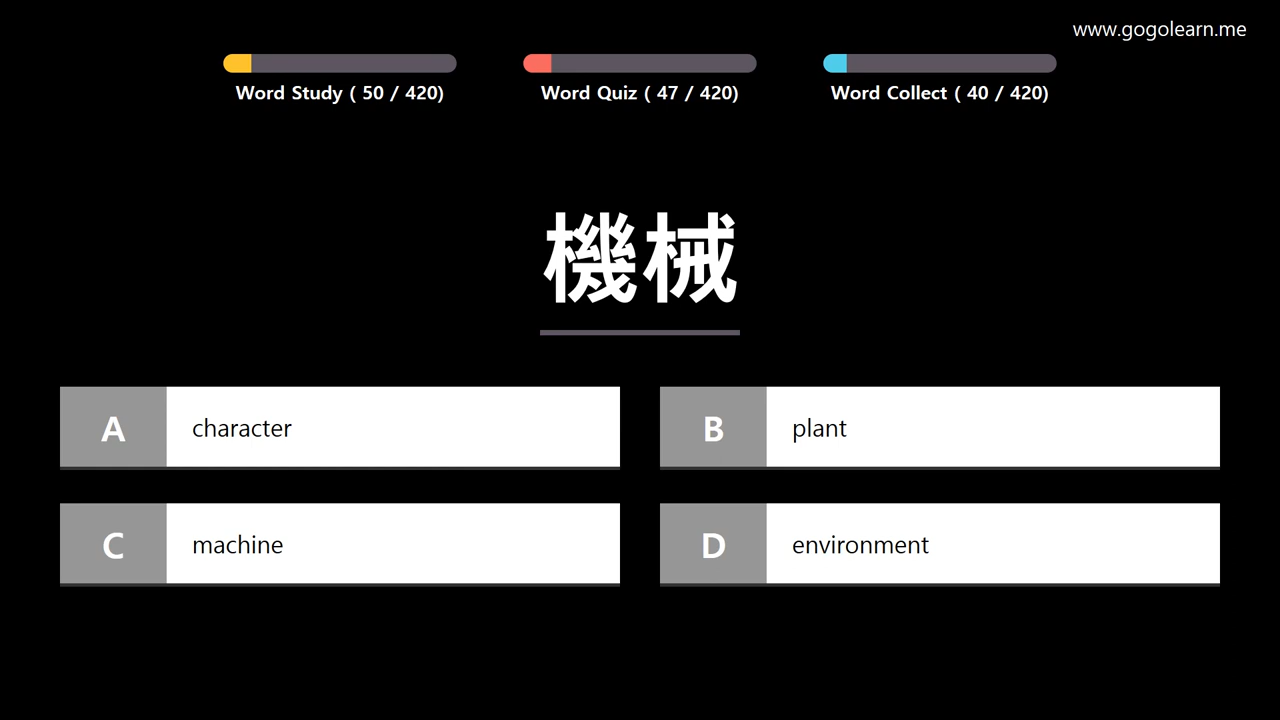 www.gogolearn.me
Word Study ( 50 / 420)
Word Quiz ( 47 / 420)
Word Collect ( 40 / 420)
機械
A character
B plant
C machine
D environment